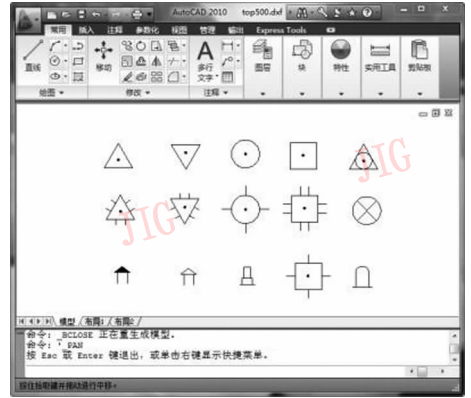 AutoCAD 2010 top500.dxf
常用 插入 注释 参数化 视图 管理 输出 Express Tools
直线 移动 多行文字 图层 块 特性 实用工具 剪贴板
绘图 修改 注释
JIG
JIG
模型 布局1 布局2
命令: _BCLOSE 正在重生成模型。
命令: '_PAN
按 Esc 或 Enter 键退出，或单击右键显示快捷菜单。
按住拾取键并拖动进行平移。